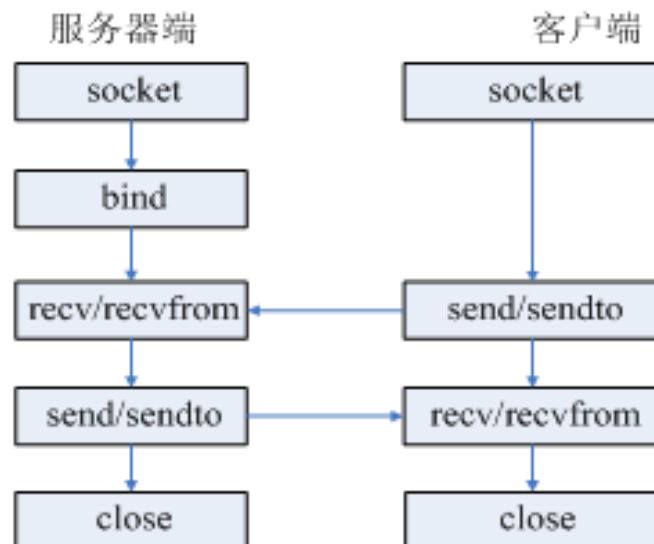 服务器端
客户端
socket
socket
bind
recv/recvfrom
send/sendto
send/sendto
recv/recvfrom
close
close